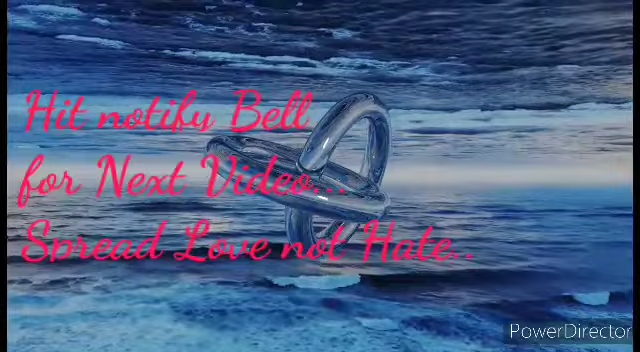 Hit notify Bell
for Next Video...
Spread Love not Hate..
PowerDirector